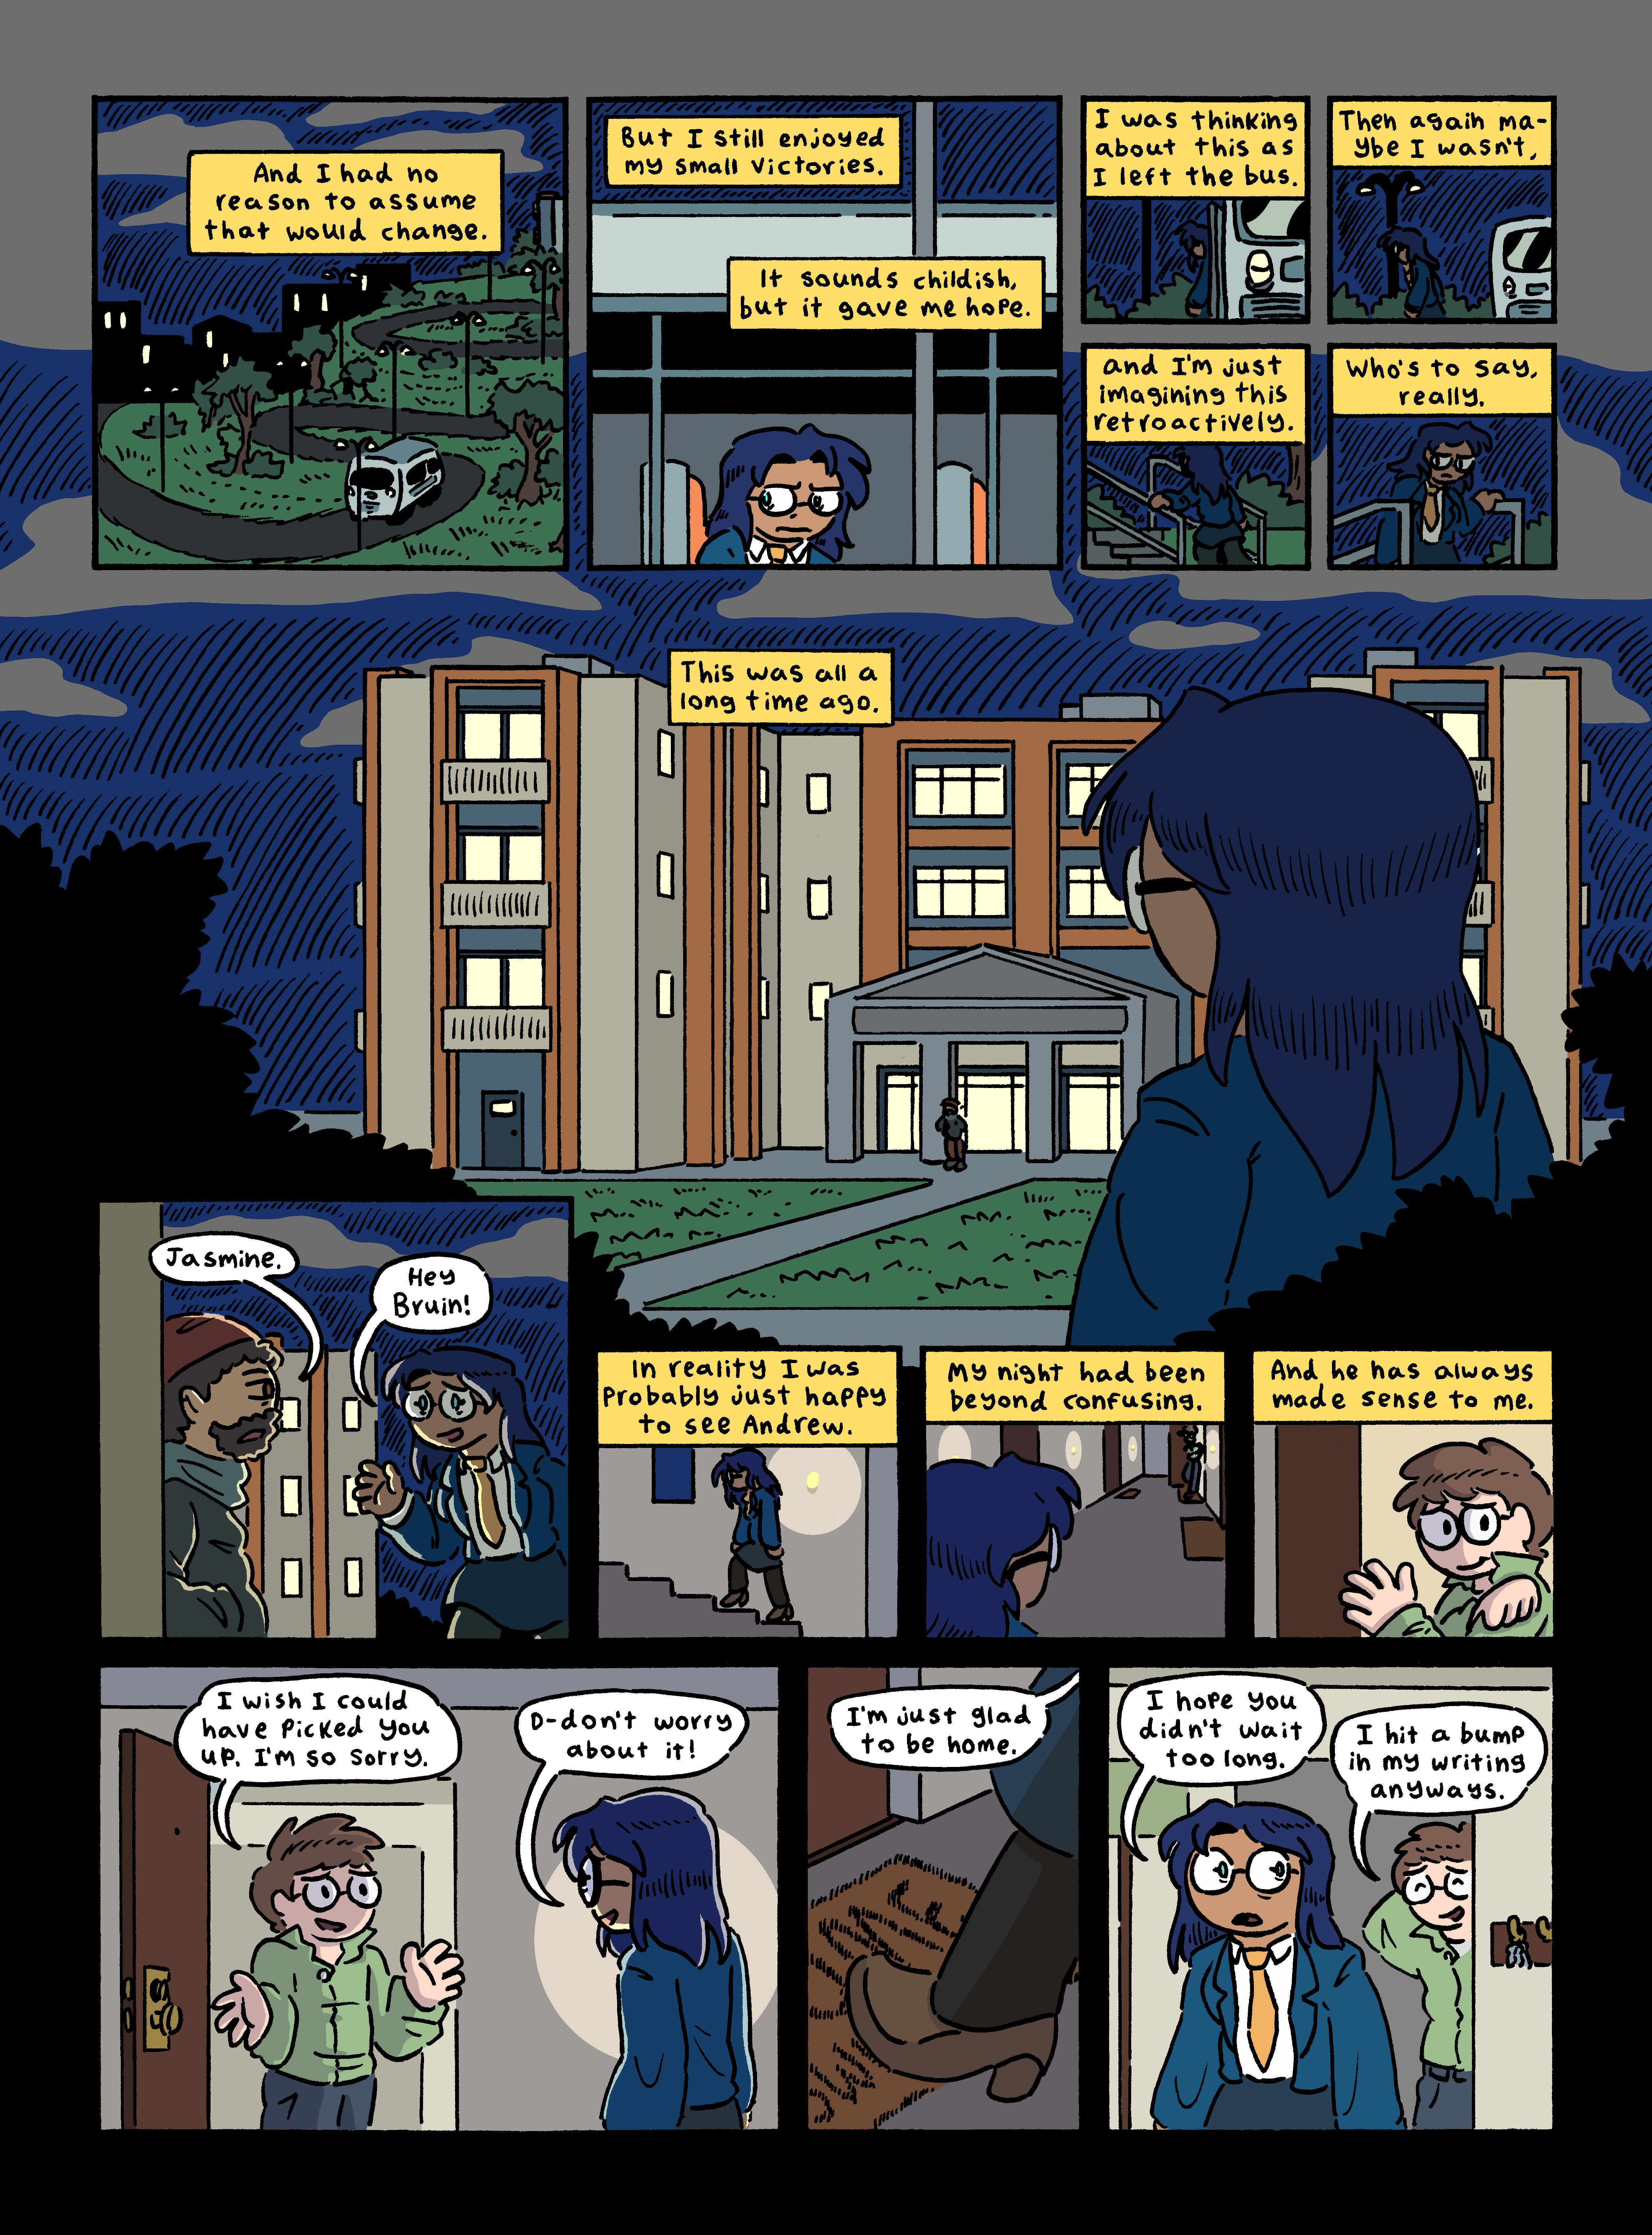 And I had no
reason to assume
that would change.
But I still enjoyed
my small victories.
It sounds childish,
but it gave me hope.
I was thinking
about this as
I left the bus.
Then again ma-
ybe I wasn't,
and I'm just
imagining this
retroactively.
Who's to say,
really.
This was all a
long time ago.
Jasmine.
Hey
Bruin!
In reality I was
Probably just happy
to see Andrew.
My night had been
beyond confusing.
And he has always
made sense to me.
I wish I could
have picked you
up. I'm so sorry.
D-don't worry
about it!
I'm just glad
to be home.
I hope you
didn't wait
too long.
I hit a bump
in my writing
anyways.